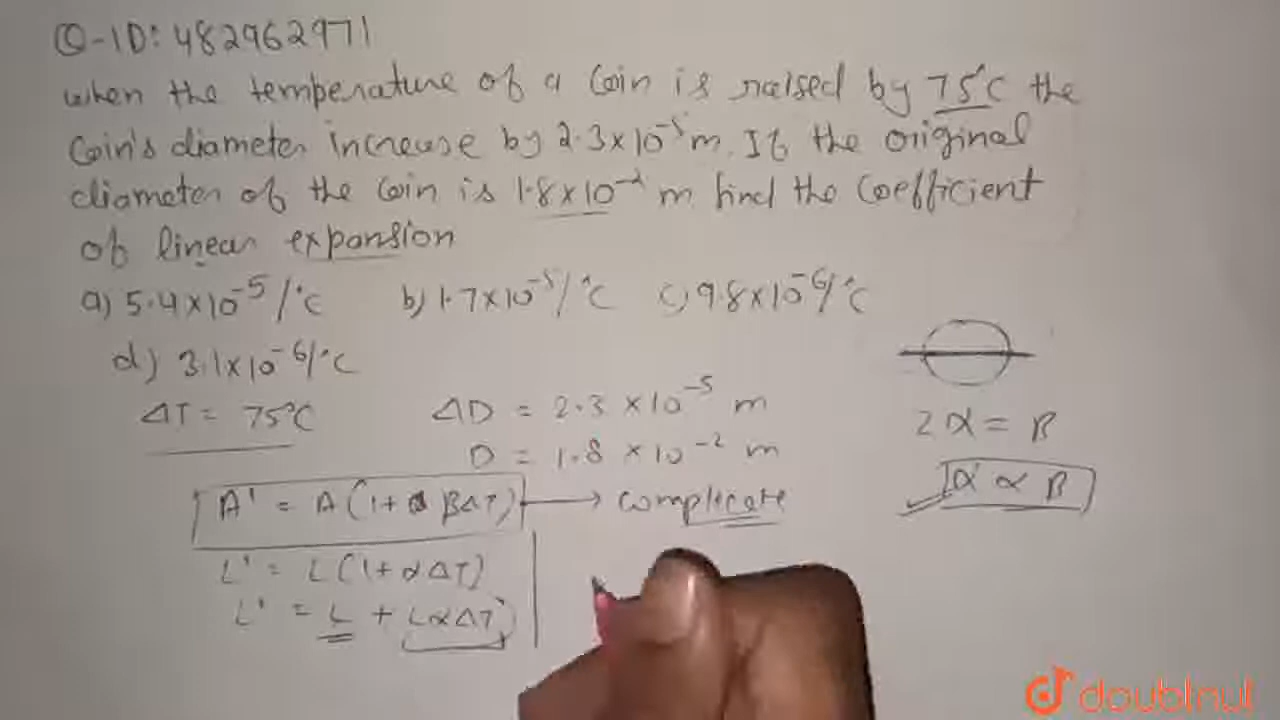 Q-ID: 482962971
when the temperature of a Coin is raised by 75°C the
Coin's diameter increase by 2.3×10⁻⁵m. If the original
diameter of the coin is 1.8×10⁻² m find the Coefficient
of linear expansion
a) 5.4×10⁻⁵/°C b) 1.7×10⁻⁵/°C c) 9.8×10⁻⁶/°C
d) 3.1×10⁻⁶/°C
ΔT = 75°C ΔD = 2.3 × 10⁻⁵ m
D = 1.8 × 10⁻² m
2α = β
A' = A(1+ βΔT) → Complicate
α ∝ β
L' = L(1+αΔT)
L' = L + LαΔT
doubtnut